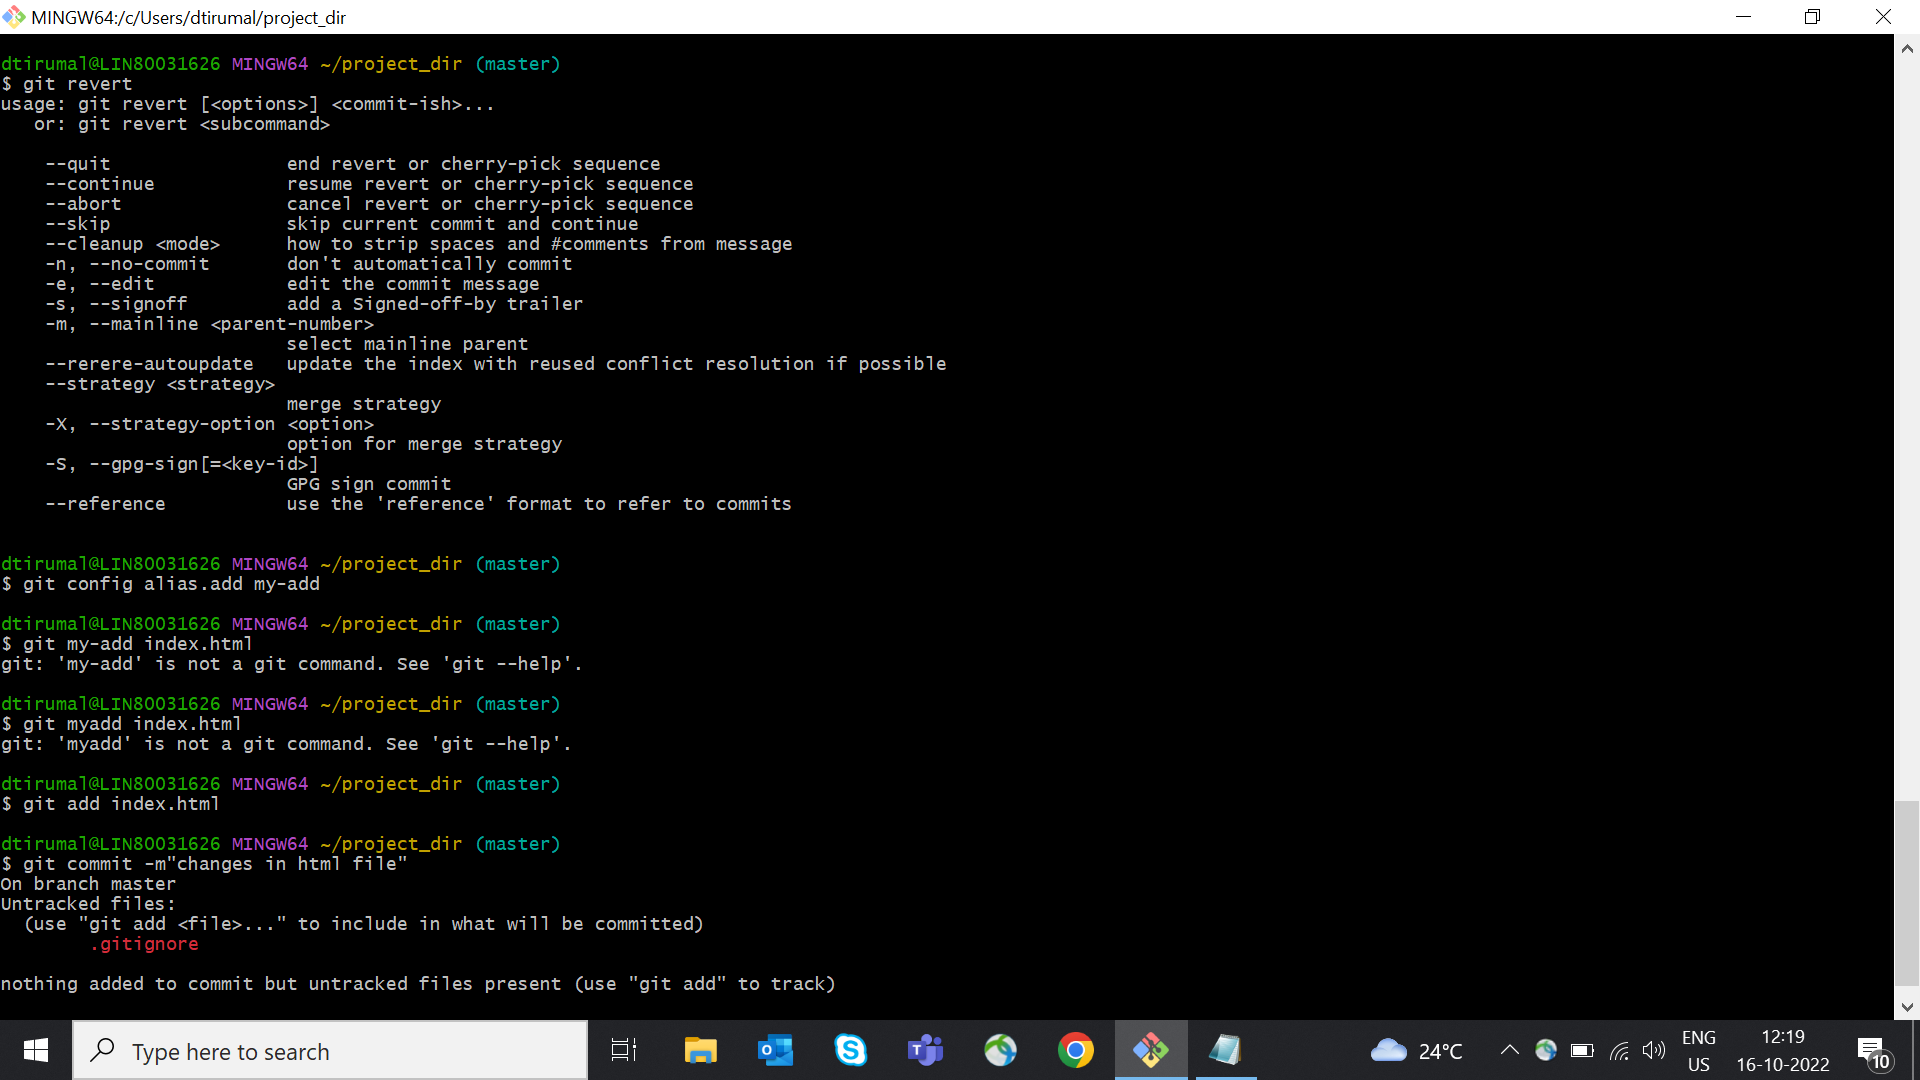 MINGW64:/c/Users/dtirumal/project_dir
dtirumal@LIN80031626 MINGW64 ~/project_dir (master)
$ git revert
usage: git revert [<options>] <commit-ish>...
   or: git revert <subcommand>

    --quit                end revert or cherry-pick sequence
    --continue            resume revert or cherry-pick sequence
    --abort               cancel revert or cherry-pick sequence
    --skip                skip current commit and continue
    --cleanup <mode>      how to strip spaces and #comments from message
    -n, --no-commit       don't automatically commit
    -e, --edit            edit the commit message
    -s, --signoff         add a Signed-off-by trailer
    -m, --mainline <parent-number>
                          select mainline parent
    --rerere-autoupdate   update the index with reused conflict resolution if possible
    --strategy <strategy>
                          merge strategy
    -X, --strategy-option <option>
                          option for merge strategy
    -S, --gpg-sign[=<key-id>]
                          GPG sign commit
    --reference           use the 'reference' format to refer to commits

dtirumal@LIN80031626 MINGW64 ~/project_dir (master)
$ git config alias.add my-add

dtirumal@LIN80031626 MINGW64 ~/project_dir (master)
$ git my-add index.html
git: 'my-add' is not a git command. See 'git --help'.

dtirumal@LIN80031626 MINGW64 ~/project_dir (master)
$ git myadd index.html
git: 'myadd' is not a git command. See 'git --help'.

dtirumal@LIN80031626 MINGW64 ~/project_dir (master)
$ git add index.html

dtirumal@LIN80031626 MINGW64 ~/project_dir (master)
$ git commit -m"changes in html file"
On branch master
Untracked files:
  (use "git add <file>..." to include in what will be committed)
        .gitignore

nothing added to commit but untracked files present (use "git add" to track)
Type here to search
24°C
ENG
US
12:19
16-10-2022
10